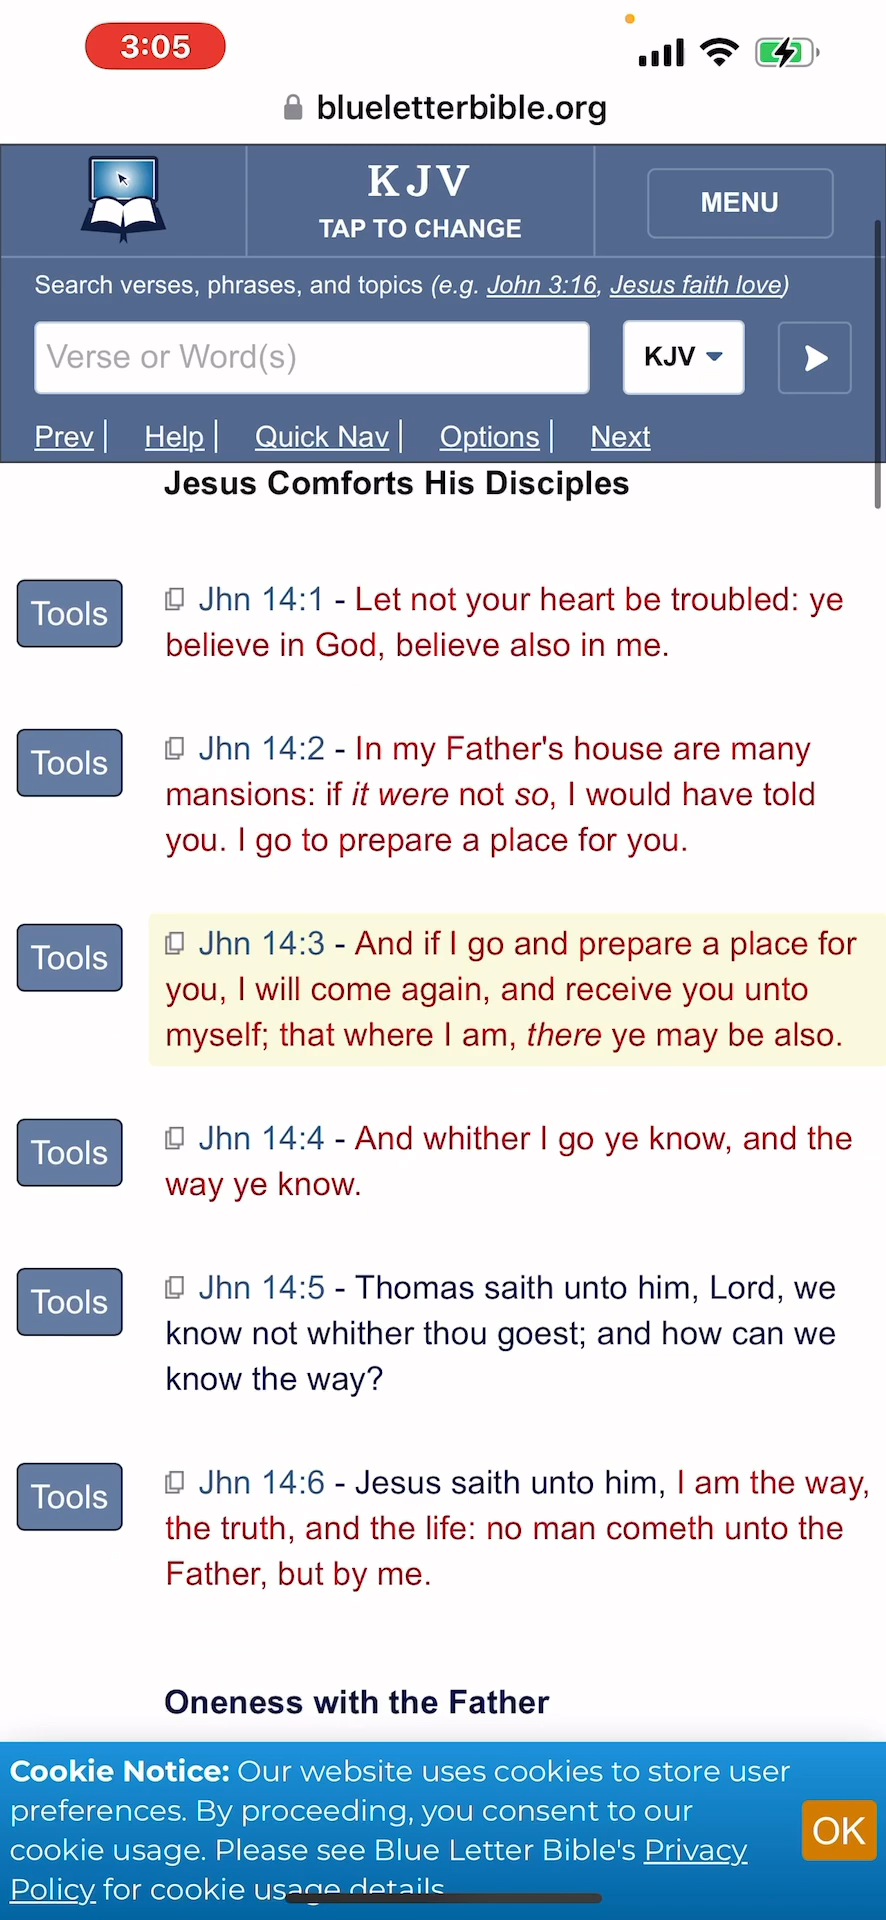 3:05
blueletterbible.org
KJV
TAP TO CHANGE
MENU
Search verses, phrases, and topics (e.g. John 3:16, Jesus faith love)
Verse or Word(s)
KJV
Prev | Help | Quick Nav | Options | Next
Jesus Comforts His Disciples
Tools
Jhn 14:1 - Let not your heart be troubled: ye
believe in God, believe also in me.
Tools
Jhn 14:2 - In my Father's house are many
mansions: if it were not so, I would have told
you. I go to prepare a place for you.
Tools
Jhn 14:3 - And if I go and prepare a place for
you, I will come again, and receive you unto
myself; that where I am, there ye may be also.
Tools
Jhn 14:4 - And whither I go ye know, and the
way ye know.
Tools
Jhn 14:5 - Thomas saith unto him, Lord, we
know not whither thou goest; and how can we
know the way?
Tools
Jhn 14:6 - Jesus saith unto him, I am the way,
the truth, and the life: no man cometh unto the
Father, but by me.
Oneness with the Father
Cookie Notice: Our website uses cookies to store user
preferences. By proceeding, you consent to our
cookie usage. Please see Blue Letter Bible's Privacy
Policy for cookie usage details
OK